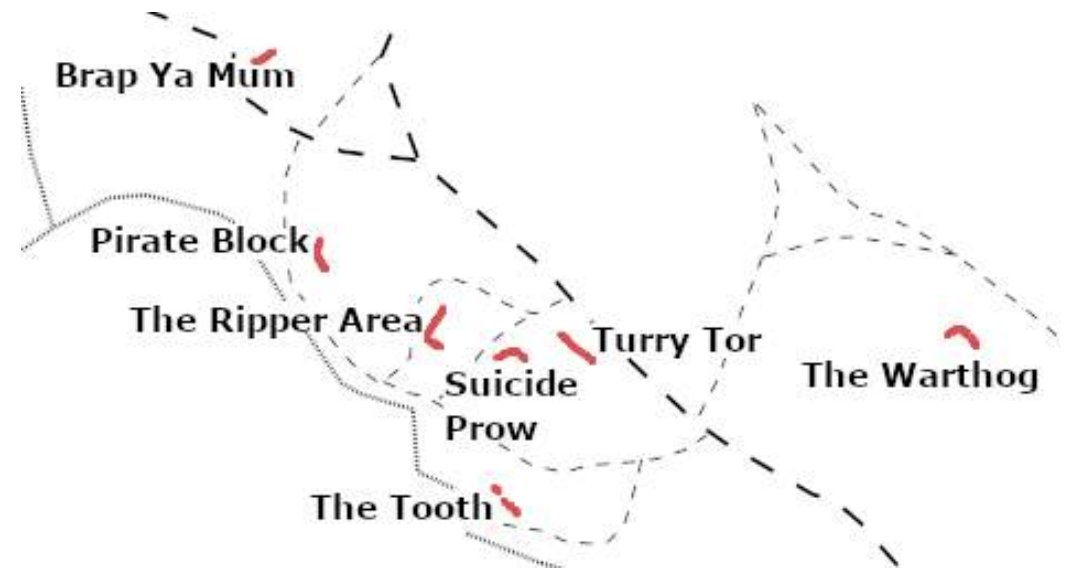 Brap Ya Mum
Pirate Block
The Ripper Area
Turry Tor
Suicide
Prow
The Warthog
The Tooth